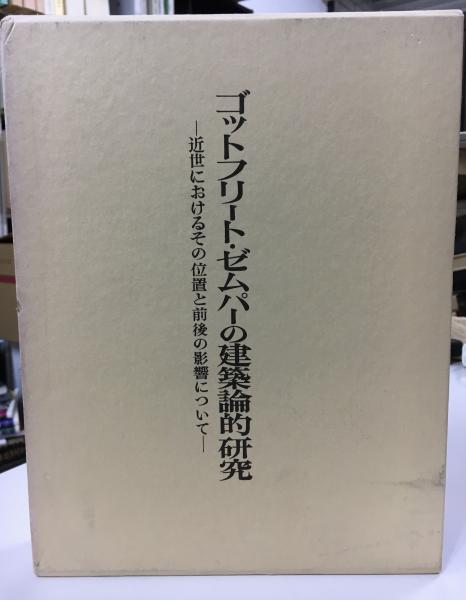 ゴットフリート・ゼムパーの建築論的研究
―近世におけるその位置と前後の影響について―